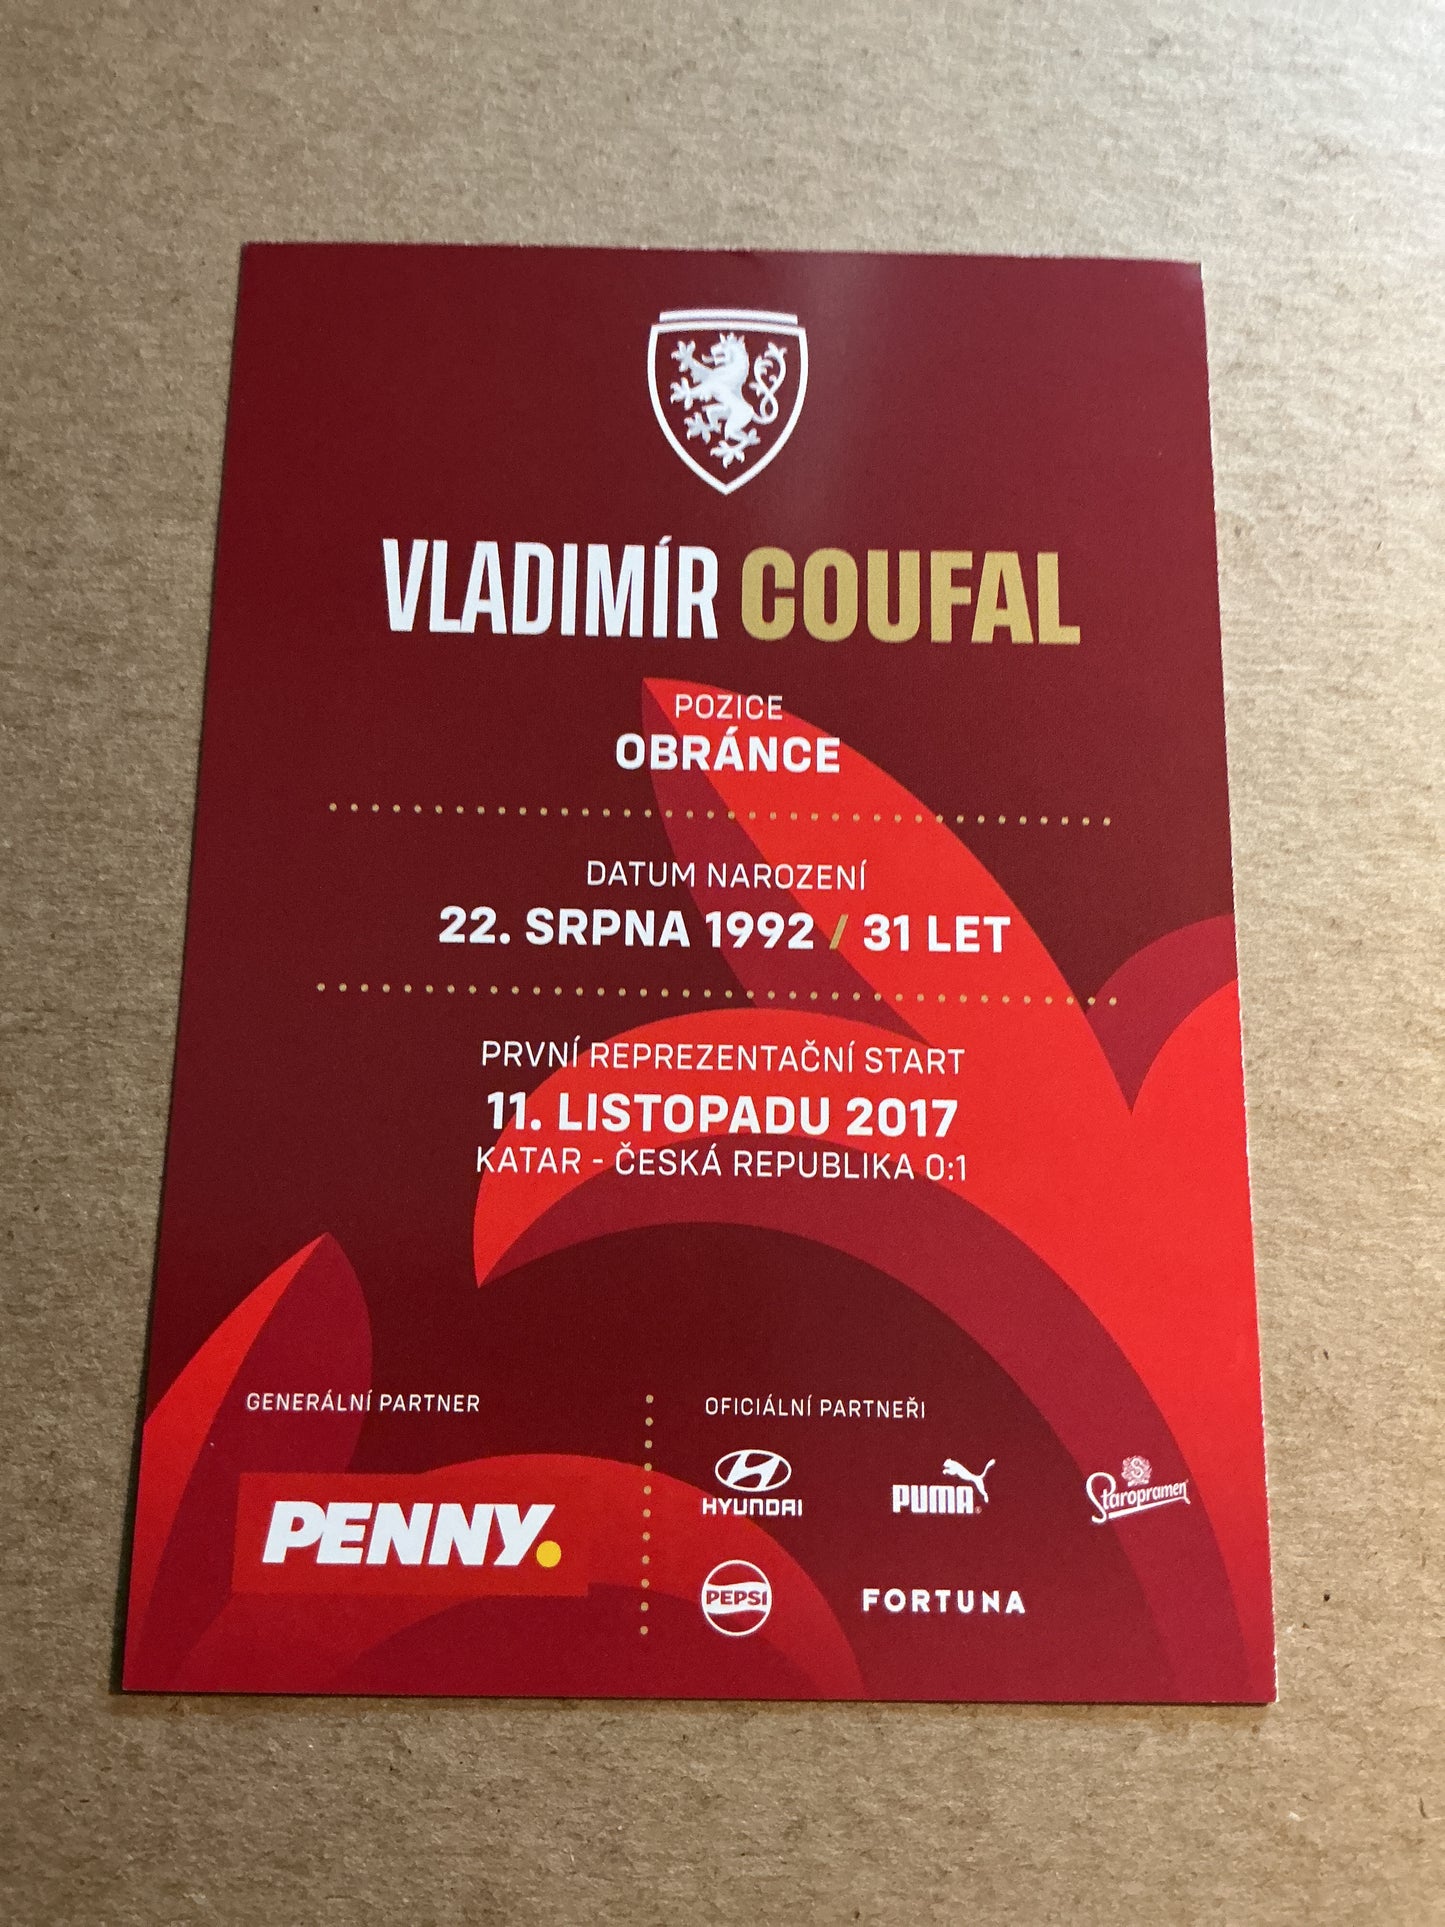 VLADIMÍR COUFAL
POZICE
OBRÁNCE
DATUM NAROZENÍ
22. SRPNA 1992 / 31 LET
PRVNÍ REPREZENTAČNÍ START
11. LISTOPADU 2017
KATAR - ČESKÁ REPUBLIKA 0:1
GENERÁLNÍ PARTNER
PENNY.
OFICIÁLNÍ PARTNEŘI
HYUNDAI
PUMA
Staropramen
PEPSI
FORTUNA